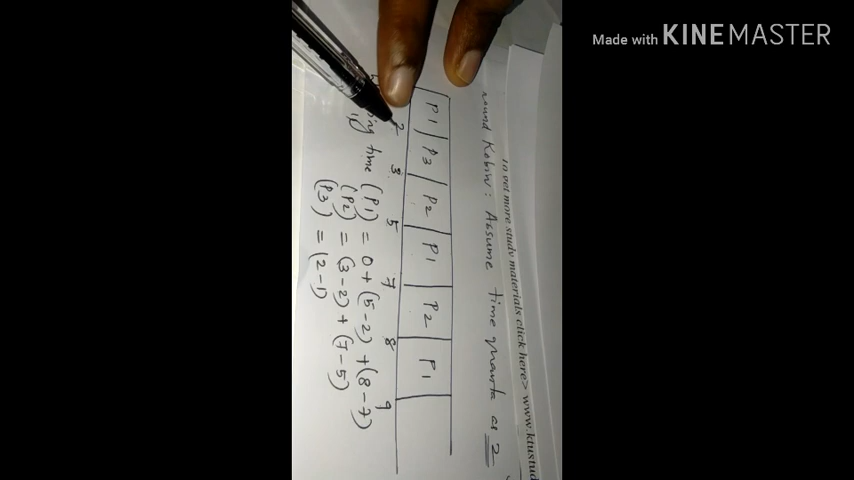 Made with KINEMASTER
To get more study materials click here> www.ktustud
round Robin: Assume time quanta as 2
P1 P3 P2 P1 P2 P1
2 3 5 7 8 9
time (P1) = 0+(5-2)+(8-7)
(P2) = (3-2)+(7-5)
(P3) = (2-1)